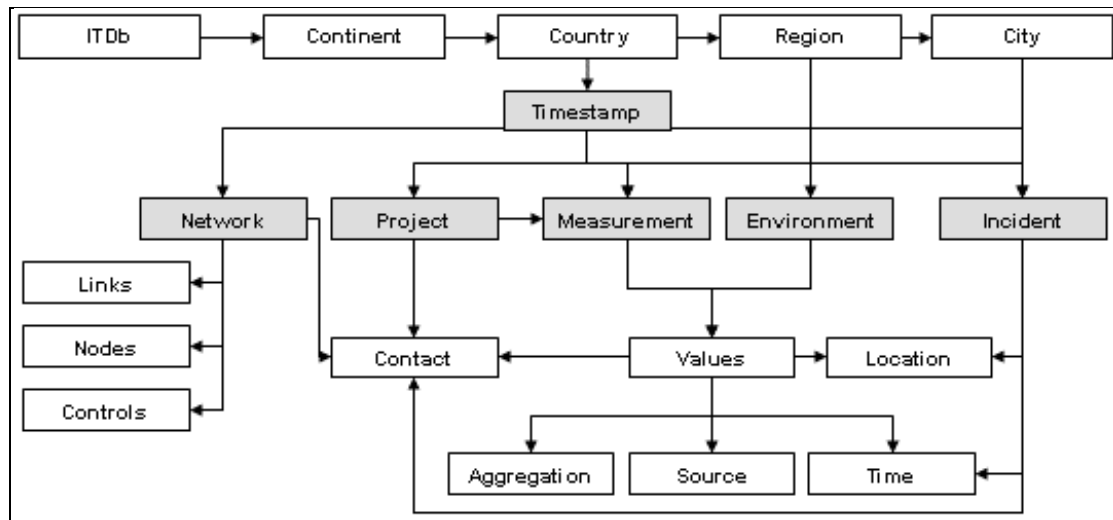 ITDb
Continent
Country
Region
City
Timestamp
Network
Project
Measurement
Environment
Incident
Links
Nodes
Controls
Contact
Values
Location
Aggregation
Source
Time